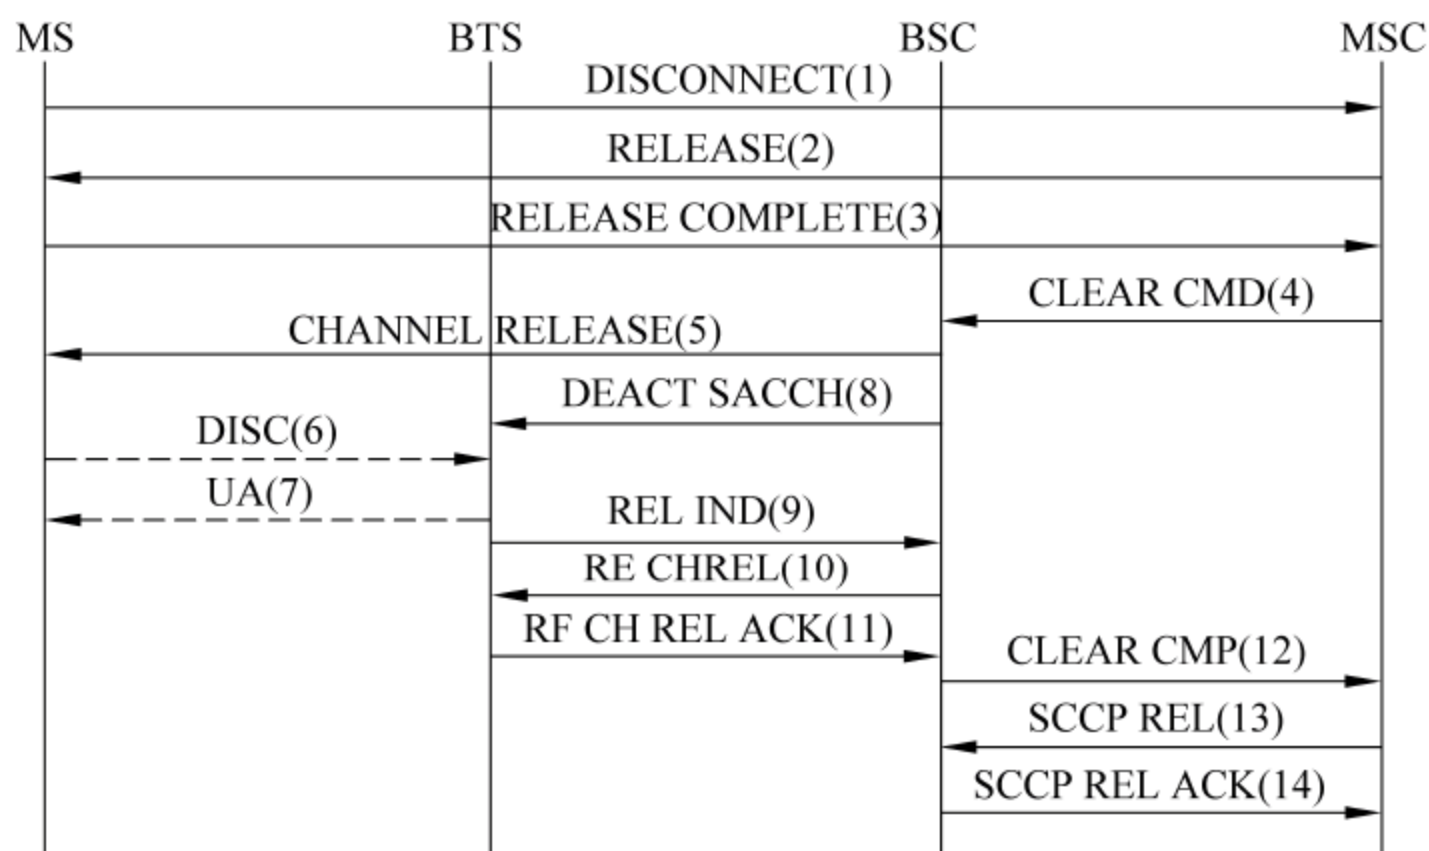 MS BTS BSC MSC
DISCONNECT(1)
RELEASE(2)
RELEASE COMPLETE(3)
CLEAR CMD(4)
CHANNEL RELEASE(5)
DEACT SACCH(8)
DISC(6)
UA(7)
REL IND(9)
RE CHREL(10)
RF CH REL ACK(11)
CLEAR CMP(12)
SCCP REL(13)
SCCP REL ACK(14)